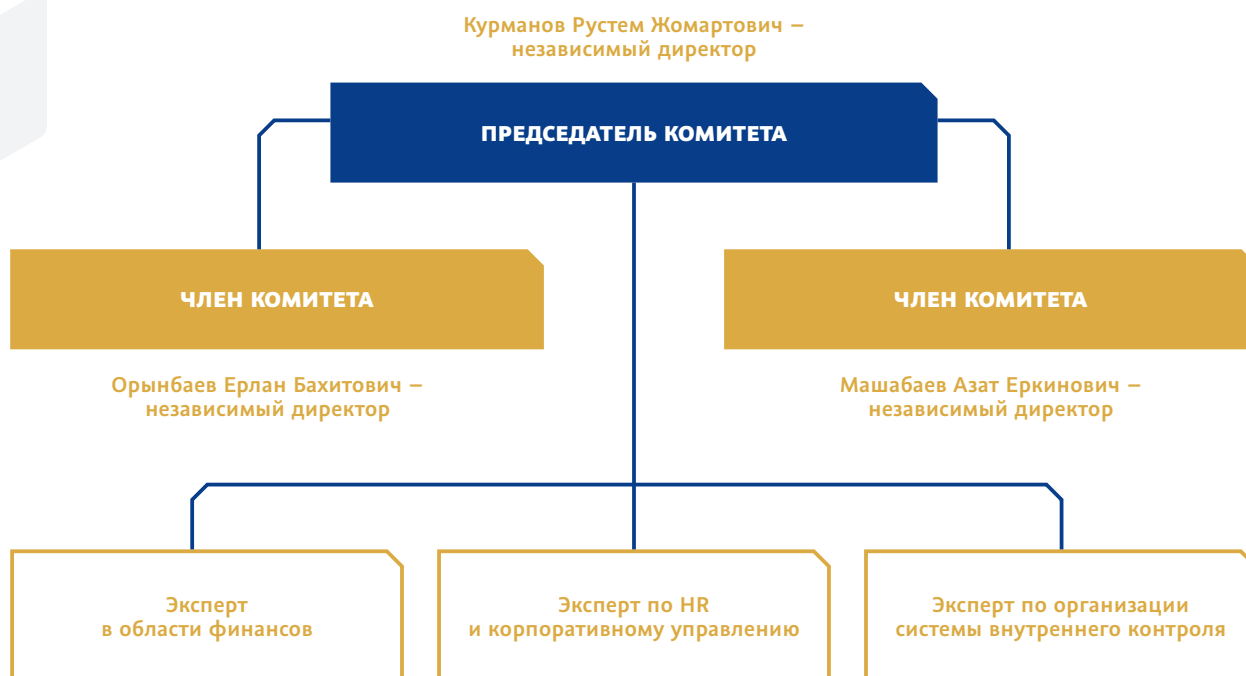 Курманов Рустем Жомартович –
независимый директор
ПРЕДСЕДАТЕЛЬ КОМИТЕТА
ЧЛЕН КОМИТЕТА
ЧЛЕН КОМИТЕТА
Орынбаев Ерлан Бахитович –
независимый директор
Машабаев Азат Еркинович –
независимый директор
Эксперт
в области финансов
Эксперт по HR
и корпоративному управлению
Эксперт по организации
системы внутреннего контроля